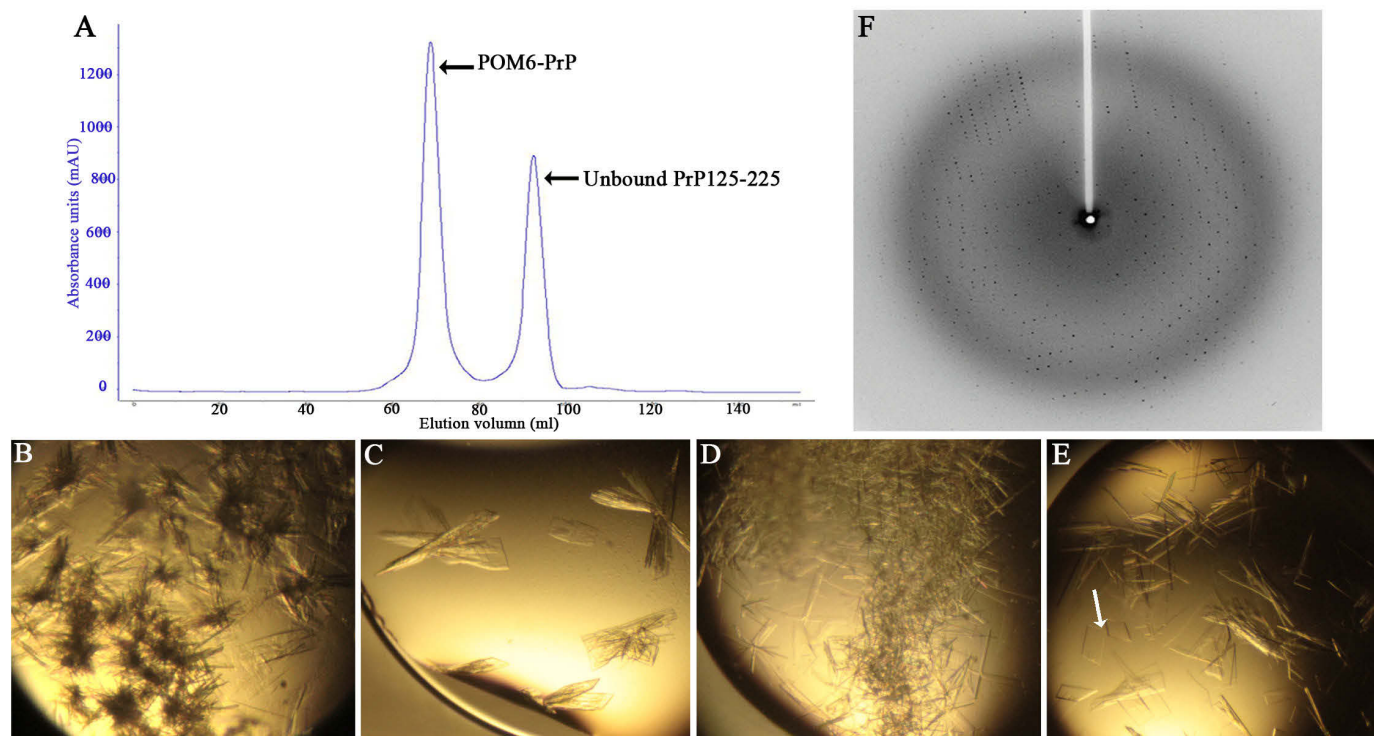 A
F
1200
1000
800
600
400
200
0
Absorbance units (mAU)
POM6-PrP
Unbound PrP125-225
20 40 60 80 100 120 140
Elution volumn (ml)
B
C
D
E